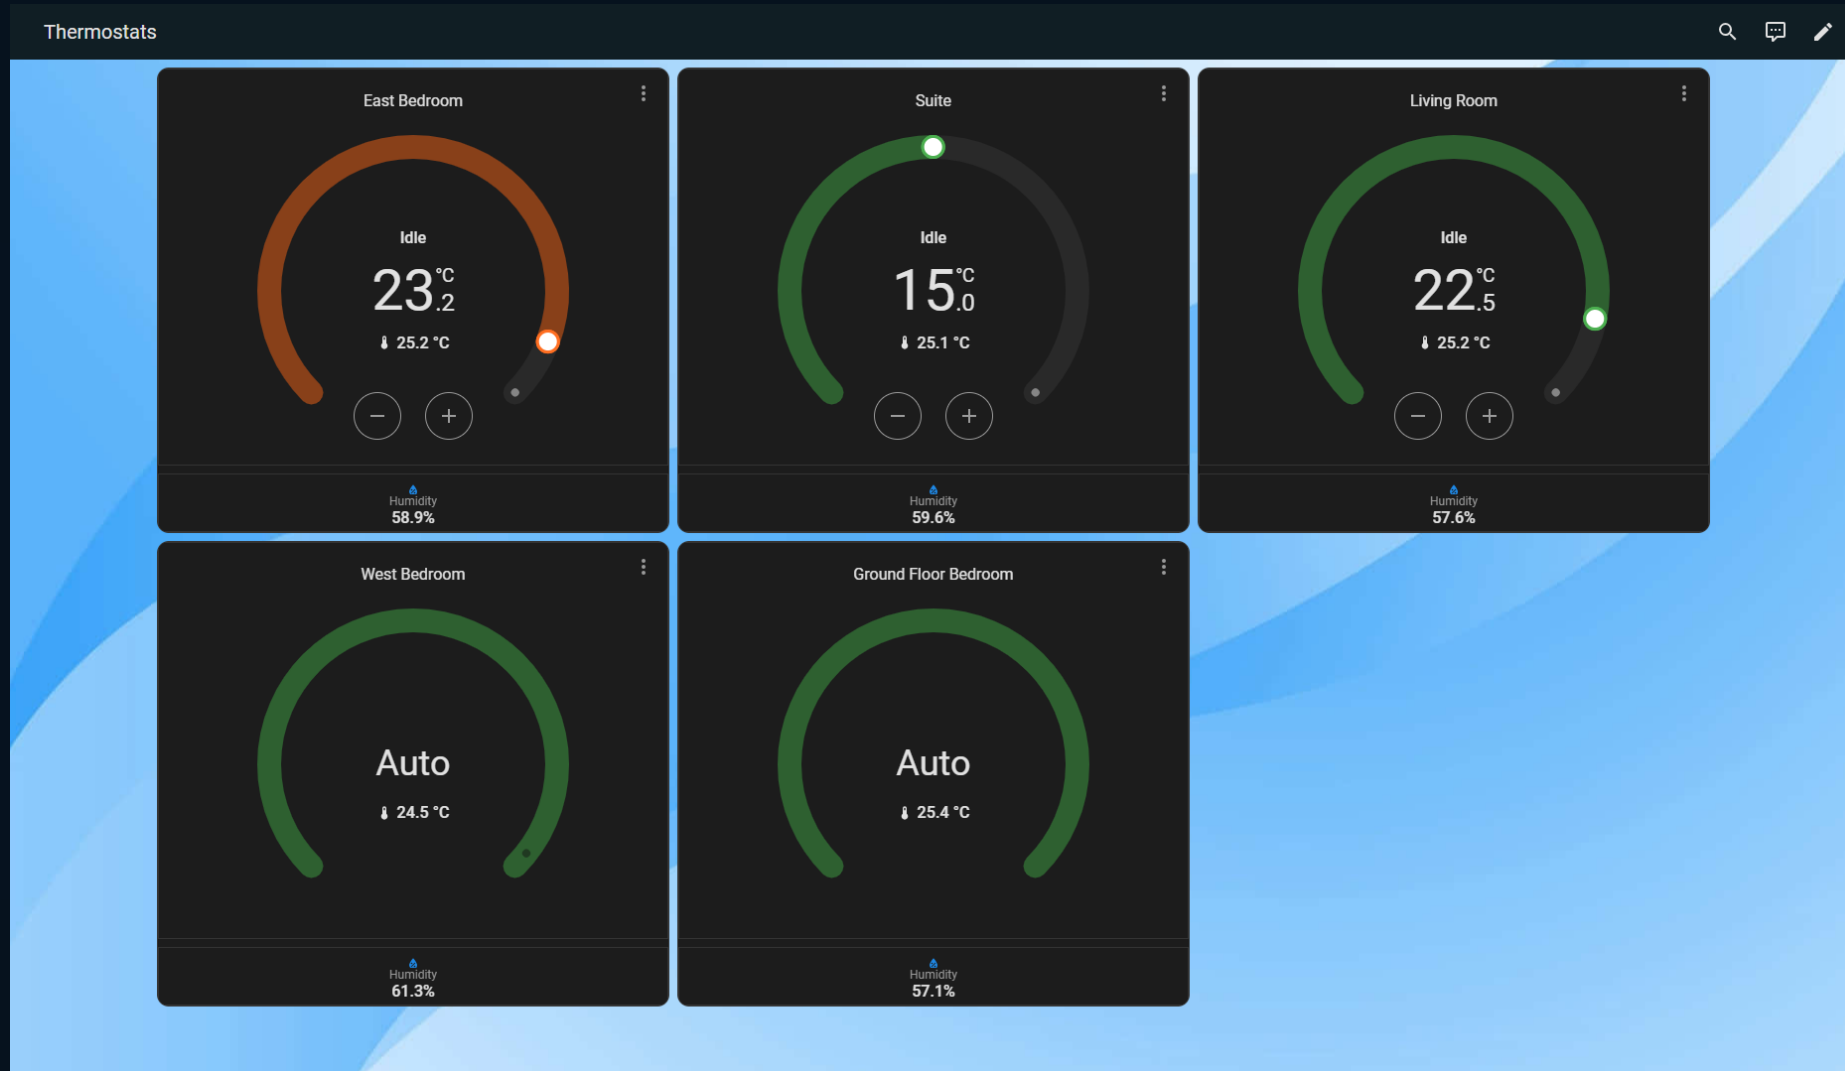 Thermostats
East Bedroom
Idle
23.2 °C
25.2 °C
Humidity
58.9%
Suite
Idle
15.0 °C
25.1 °C
Humidity
59.6%
Living Room
Idle
22.5 °C
25.2 °C
Humidity
57.6%
West Bedroom
Auto
24.5 °C
Humidity
61.3%
Ground Floor Bedroom
Auto
25.4 °C
Humidity
57.1%